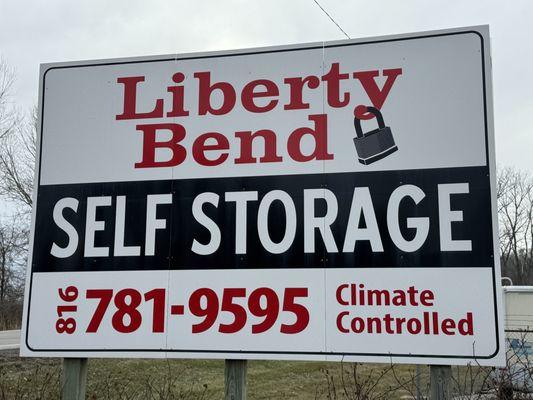 Liberty
Bend
SELF STORAGE
816 781-9595
Climate
Controlled